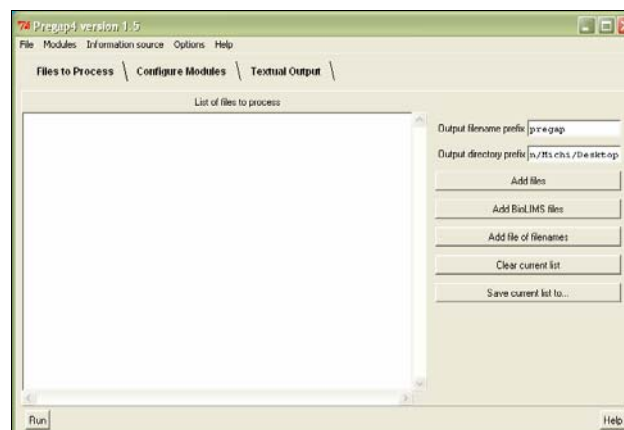 Pregap4 version 1.5
File Modules Information source Options Help
Files to Process Configure Modules Textual Output
List of files to process
Output filename prefix pregap
Output directory prefix n/Michi/Desktop
Add files
Add BioLIMS files
Add file of filenames
Clear current list
Save current list to...
Run Help